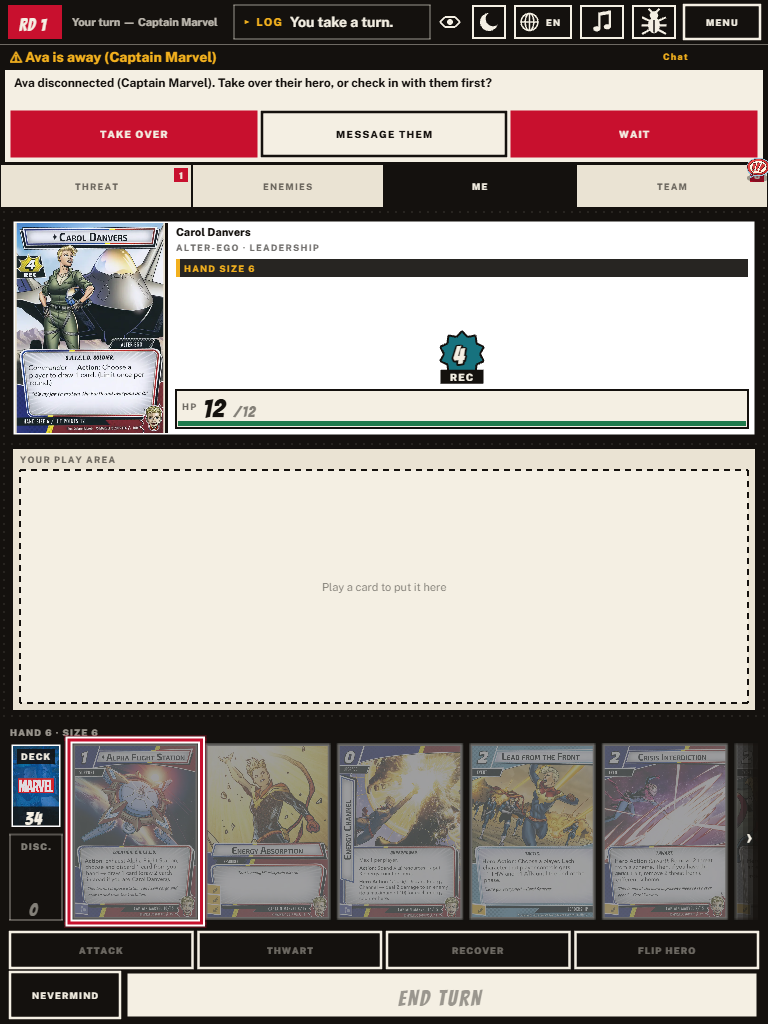 RD 1
Your turn — Captain Marvel
LOG You take a turn.
EN
MENU
⚠ Ava is away (Captain Marvel)
Chat
Ava disconnected (Captain Marvel). Take over their hero, or check in with them first?
TAKE OVER
MESSAGE THEM
WAIT
THREAT
1
ENEMIES
ME
TEAM
CAROL DANVERS
4
REC
ALTER-EGO
Carol Danvers
ALTER-EGO · LEADERSHIP
HAND SIZE 6
4
REC
HP 12 /12
YOUR PLAY AREA
Play a card to put it here
HAND 6 · SIZE 6
DECK
MARVEL
34
DISC.
0
1
ALPHA FLIGHT STATION
ENERGY ABSORPTION
0
ENERGY CHANNEL
2
LEAD FROM THE FRONT
2
CRISIS INTERDICTION
›
ATTACK
THWART
RECOVER
FLIP HERO
NEVERMIND
END TURN